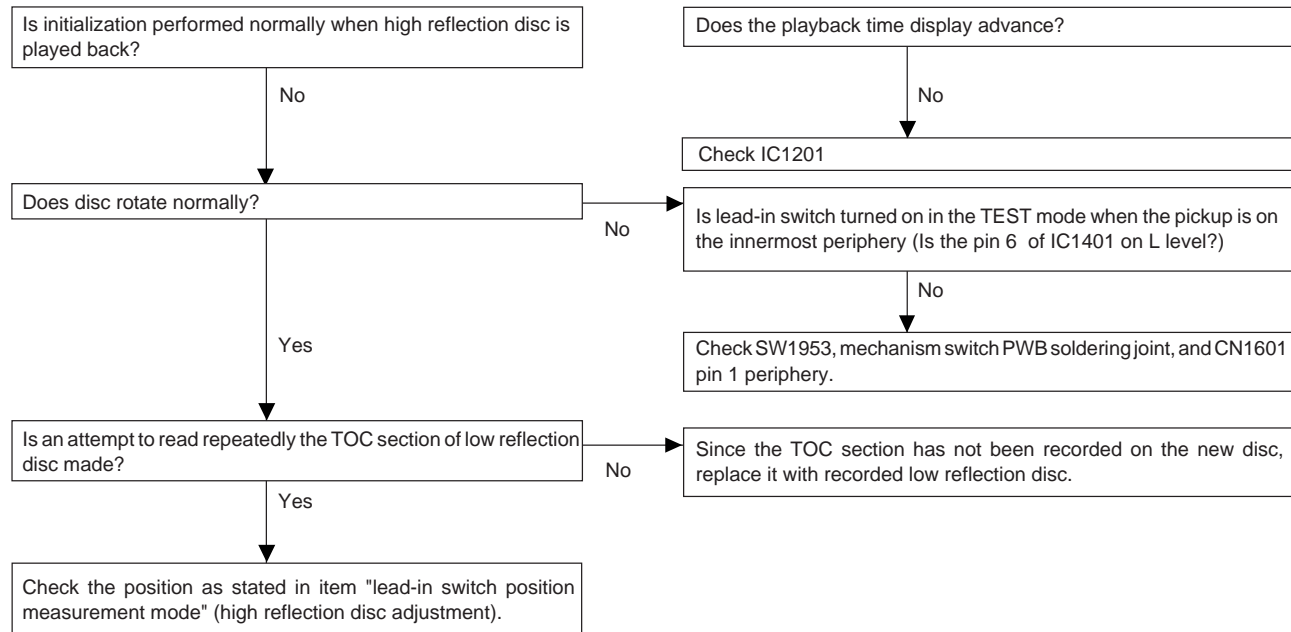 Is initialization performed normally when high reflection disc is
played back?
No
Does disc rotate normally?
No
Yes
Is an attempt to read repeatedly the TOC section of low reflection
disc made?
No
Yes
Check the position as stated in item "lead-in switch position
measurement mode" (high reflection disc adjustment).
Does the playback time display advance?
No
Check IC1201
Is lead-in switch turned on in the TEST mode when the pickup is on
the innermost periphery (Is the pin 6 of IC1401 on L level?)
No
Check SW1953, mechanism switch PWB soldering joint, and CN1601
pin 1 periphery.
Since the TOC section has not been recorded on the new disc,
replace it with recorded low reflection disc.